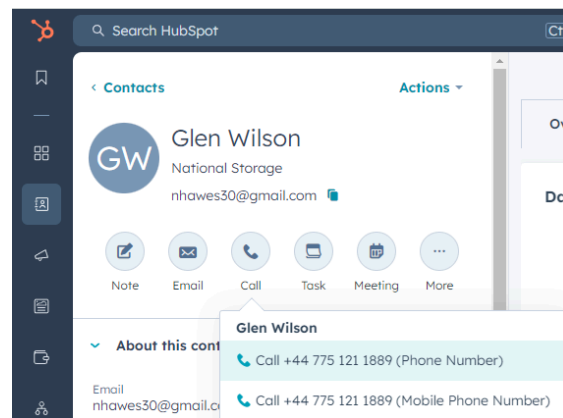 Search HubSpot
Ct
Contacts
Actions
GW
Glen Wilson
National Storage
nhawes30@gmail.com
Note
Email
Call
Task
Meeting
More
Ov
Da
Glen Wilson
About this cont
Call +44 775 121 1889 (Phone Number)
Email
nhawes30@gmail.c
Call +44 775 121 1889 (Mobile Phone Number)